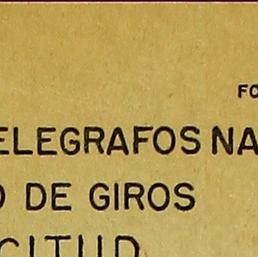 FO
ELEGRAFOS NA
O DE GIROS
CITUD